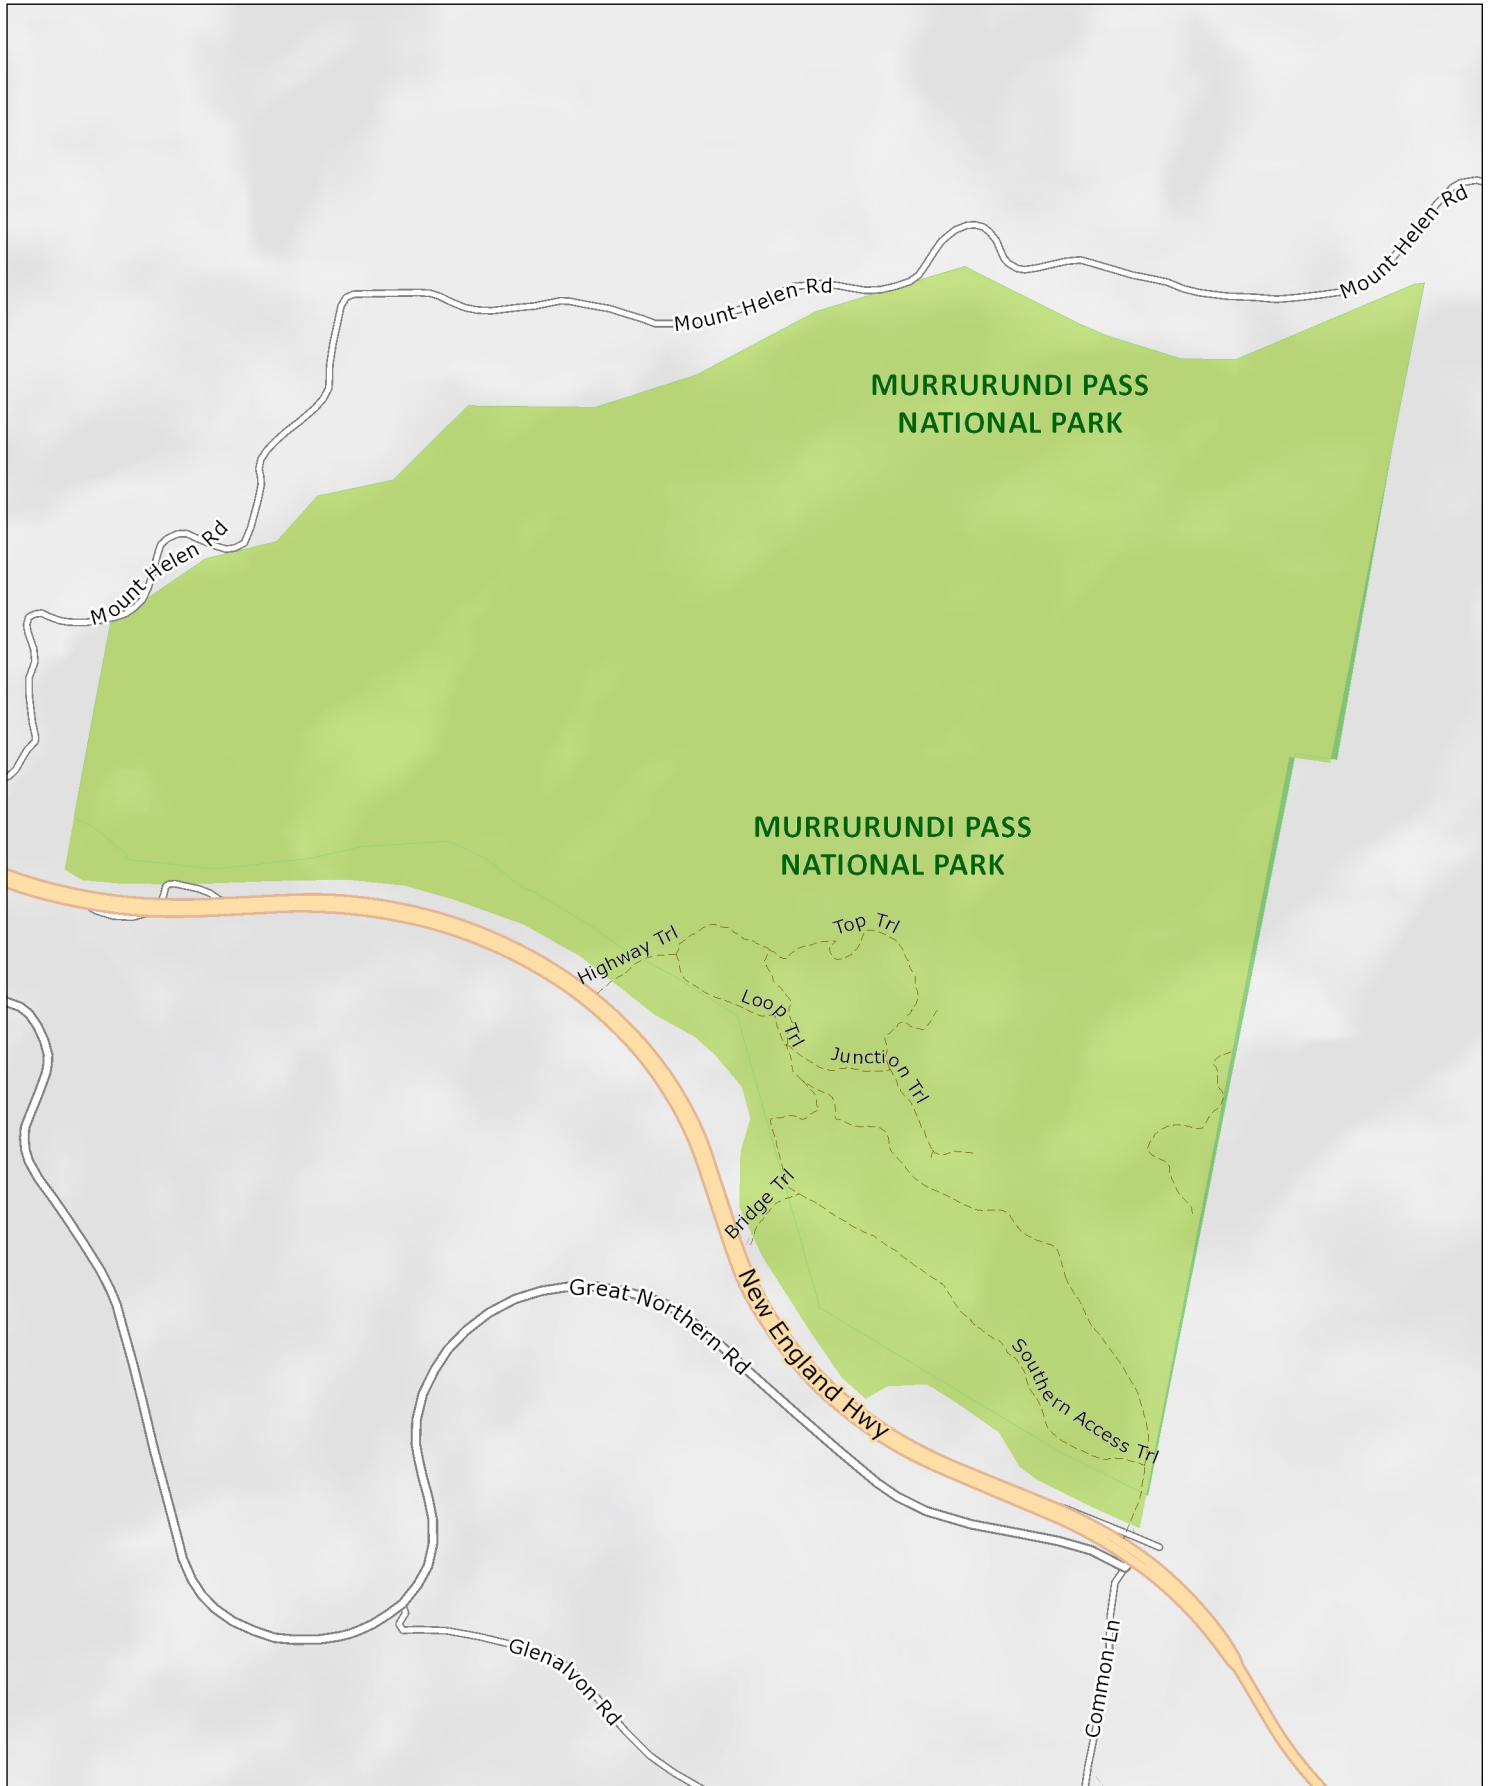 Mount Helen Rd
Mount Helen Rd
MURRURUNDI PASS
NATIONAL PARK
Mount Helen Rd
MURRURUNDI PASS
NATIONAL PARK
Top Trl
Highway Trl
Loop Trl
Junction Trl
Bridge Trl
New England Hwy
Great Northern Rd
Southern Access Trl
Glenalvon Rd
Common Ln